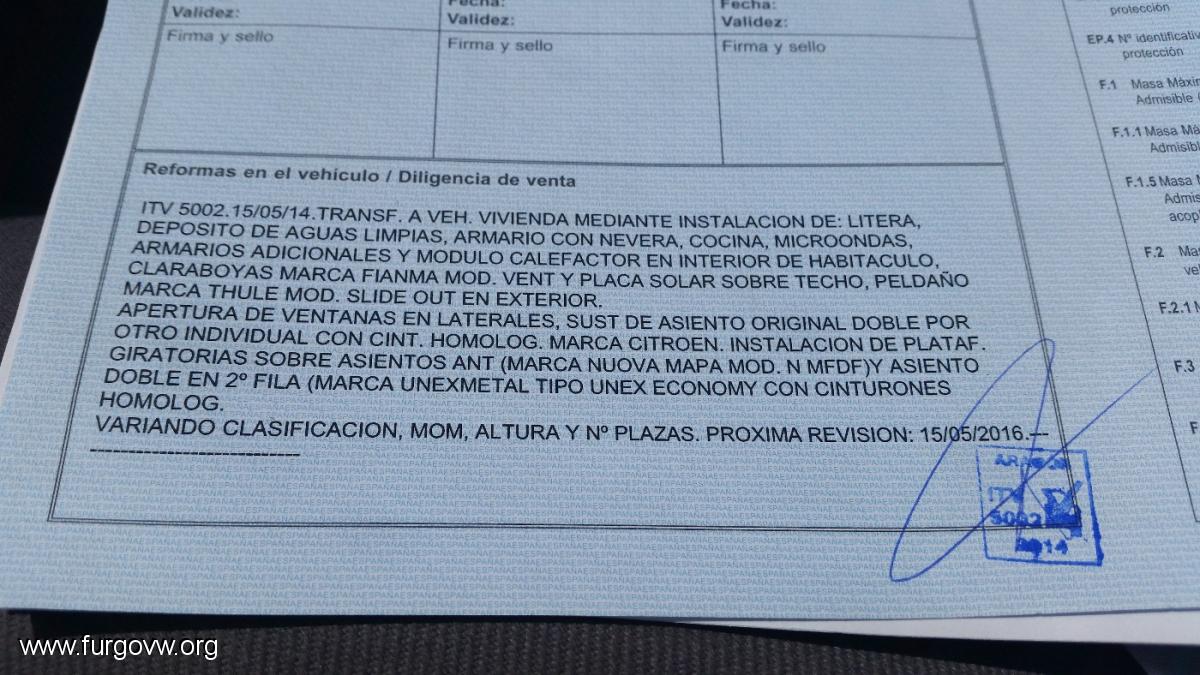 Validez:
Fecha:
Validez:
Fecha:
Validez:
Firma y sello
Firma y sello
Firma y sello
Reformas en el vehículo / Diligencia de venta
ITV 5002.15/05/14.TRANSF. A VEH. VIVIENDA MEDIANTE INSTALACION DE: LITERA,
DEPOSITO DE AGUAS LIMPIAS, ARMARIO CON NEVERA, COCINA, MICROONDAS,
ARMARIOS ADICIONALES Y MODULO CALEFACTOR EN INTERIOR DE HABITACULO,
CLARABOYAS MARCA FIANMA MOD. VENT Y PLACA SOLAR SOBRE TECHO, PELDAÑO
MARCA THULE MOD. SLIDE OUT EN EXTERIOR.
APERTURA DE VENTANAS EN LATERALES, SUST DE ASIENTO ORIGINAL DOBLE POR
OTRO INDIVIDUAL CON CINT. HOMOLOG. MARCA CITROEN. INSTALACION DE PLATAF.
GIRATORIAS SOBRE ASIENTOS ANT (MARCA NUOVA MAPA MOD. N MFDF)Y ASIENTO
DOBLE EN 2º FILA (MARCA UNEXMETAL TIPO UNEX ECONOMY CON CINTURONES
HOMOLOG.
VARIANDO CLASIFICACION, MOM, ALTURA Y Nº PLAZAS. PROXIMA REVISION: 15/05/2016.---
------------------------------
protección
EP.4 Nº identificativ
protección
F.1 Masa Máxim
Admisible
F.1.1 Masa Má
Admisibl
F.1.5 Masa M
Admis
acop
F.2 Mas
ve
F.2.1
F.3
F
ARAGON
ITV
5002
2014
www.furgovw.org